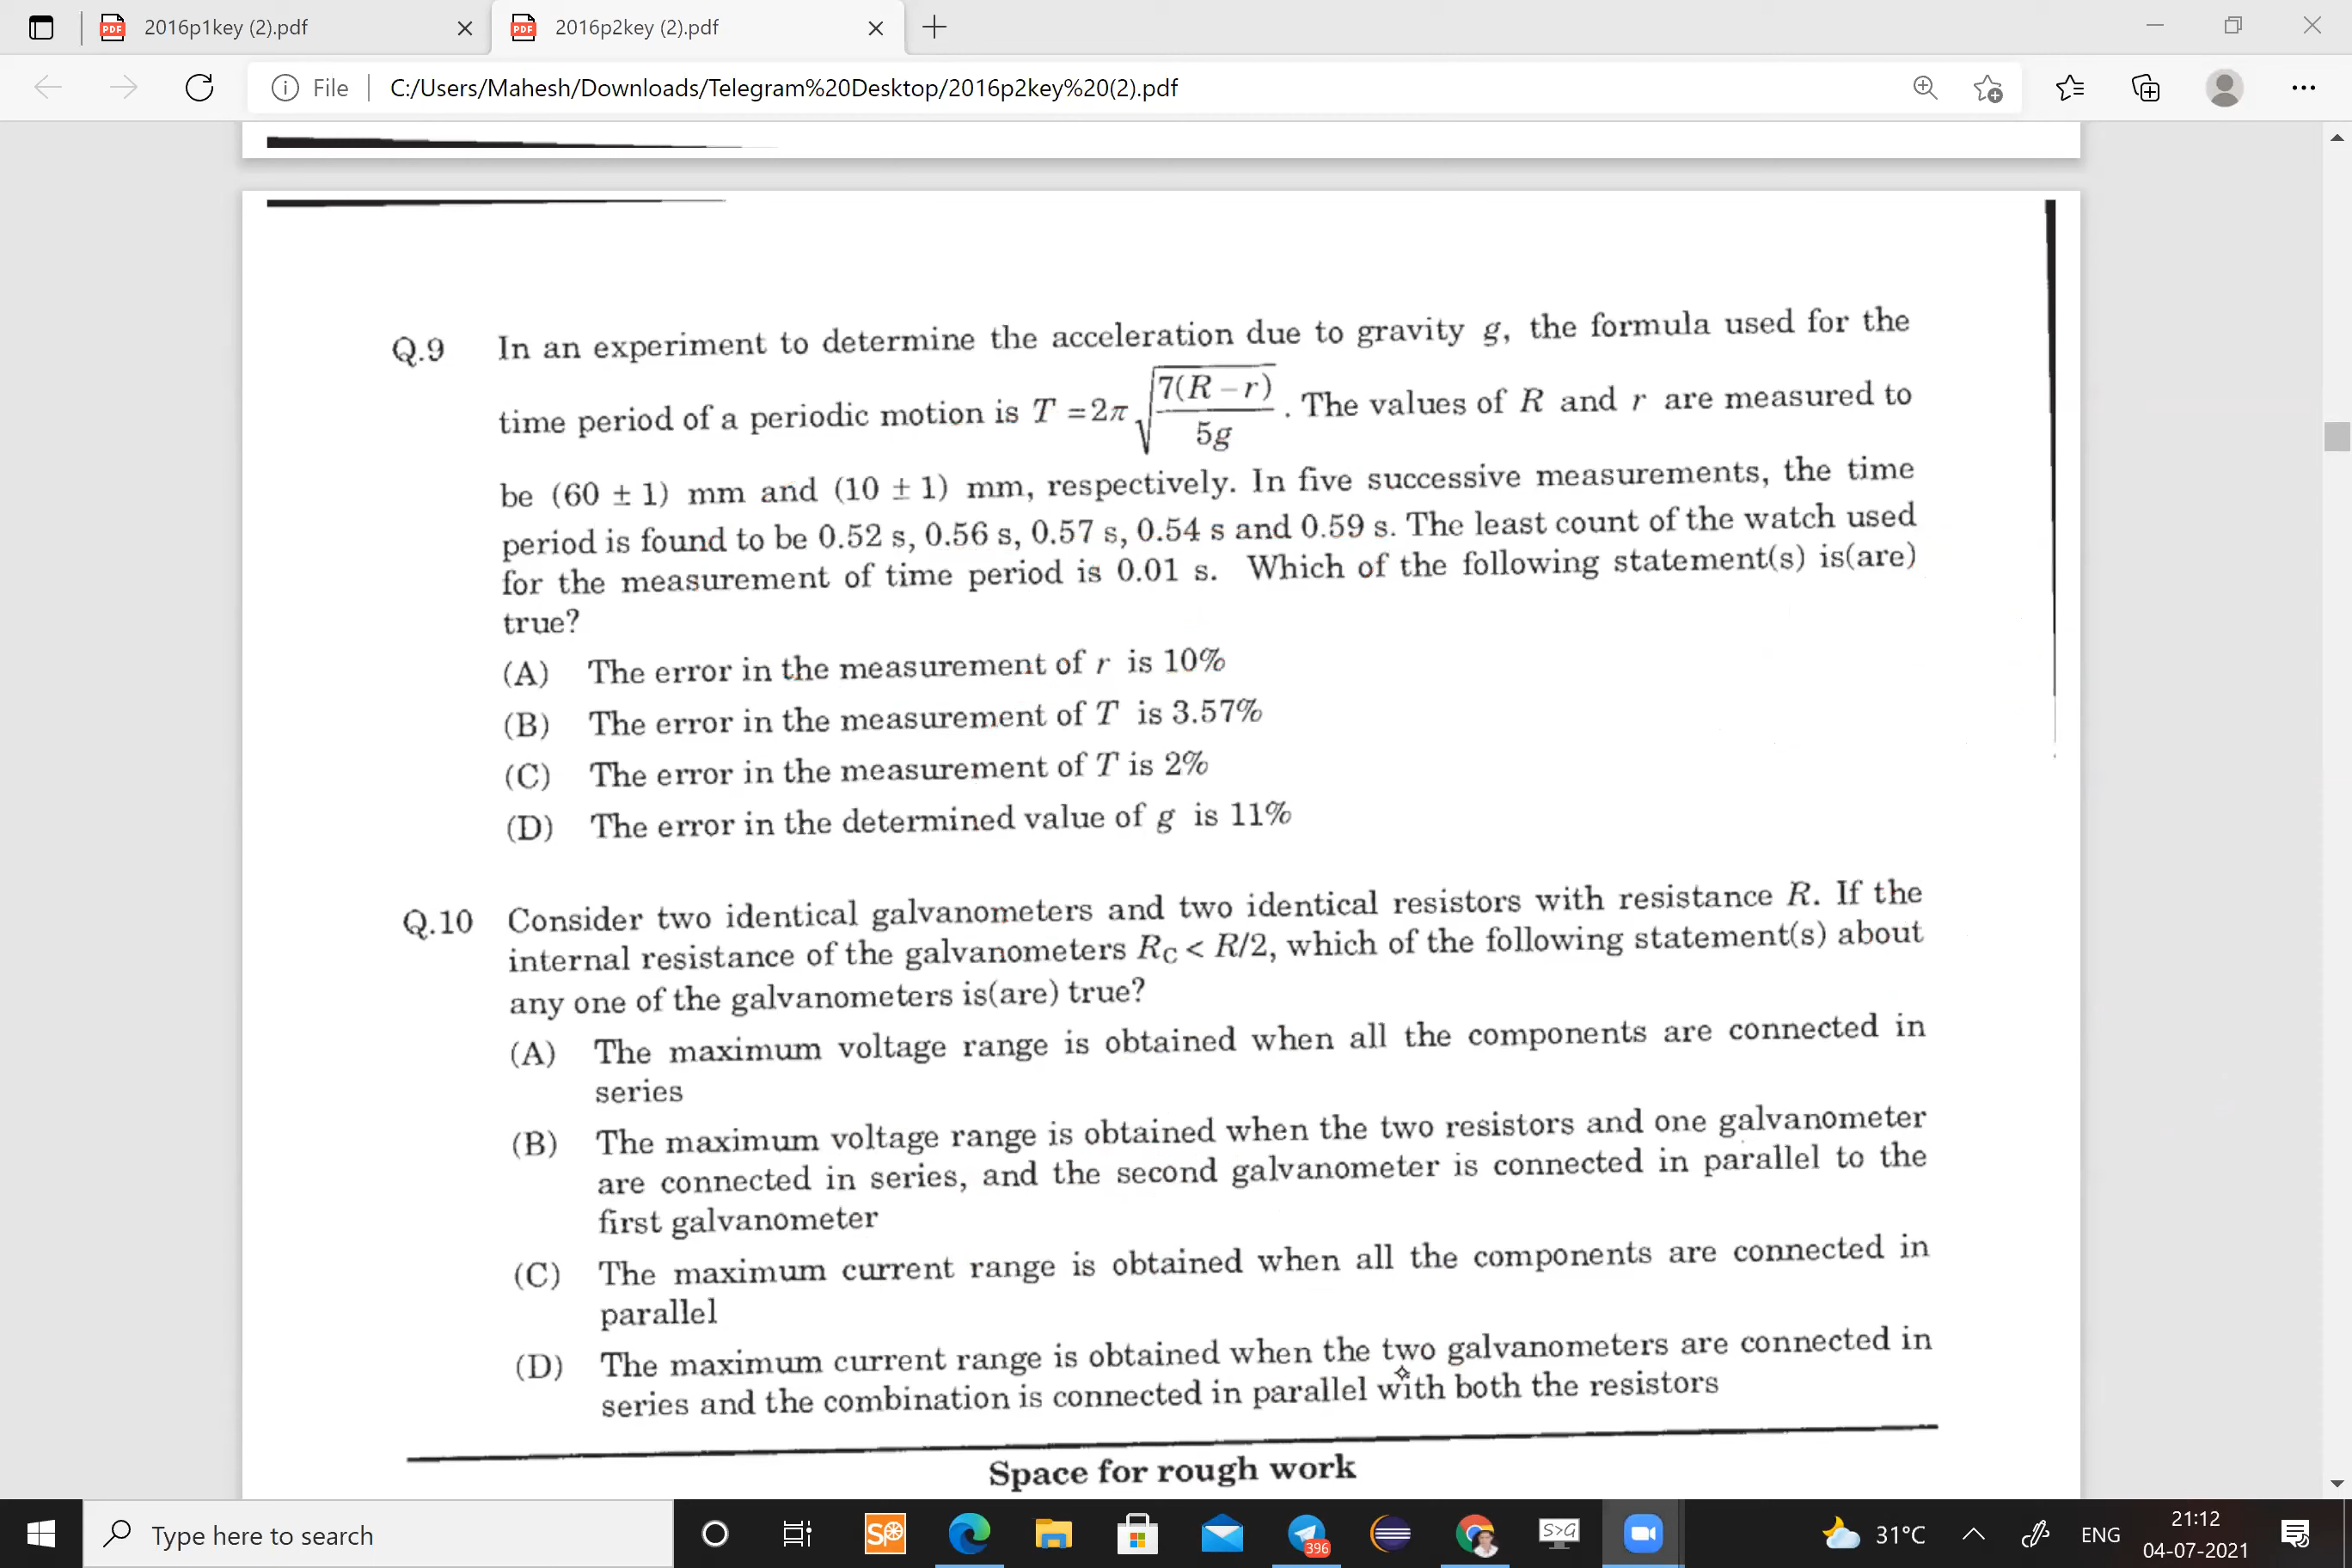 2016p1key (2).pdf
2016p2key (2).pdf
File
C:/Users/Mahesh/Downloads/Telegram%20Desktop/2016p2key%20(2).pdf
Q.9 In an experiment to determine the acceleration due to gravity g, the formula used for the
time period of a periodic motion is T = 2π √(7(R – r)/5g). The values of R and r are measured to
be (60 ± 1) mm and (10 ± 1) mm, respectively. In five successive measurements, the time
period is found to be 0.52 s, 0.56 s, 0.57 s, 0.54 s and 0.59 s. The least count of the watch used
for the measurement of time period is 0.01 s. Which of the following statement(s) is(are)
true?
(A) The error in the measurement of r is 10%
(B) The error in the measurement of T is 3.57%
(C) The error in the measurement of T is 2%
(D) The error in the determined value of g is 11%
Q.10 Consider two identical galvanometers and two identical resistors with resistance R. If the
internal resistance of the galvanometers RC < R/2, which of the following statement(s) about
any one of the galvanometers is(are) true?
(A) The maximum voltage range is obtained when all the components are connected in
series
(B) The maximum voltage range is obtained when the two resistors and one galvanometer
are connected in series, and the second galvanometer is connected in parallel to the
first galvanometer
(C) The maximum current range is obtained when all the components are connected in
parallel
(D) The maximum current range is obtained when the two galvanometers are connected in
series and the combination is connected in parallel with both the resistors
Space for rough work
Type here to search
SP
396
S>G
31°C
ENG
21:12
04-07-2021